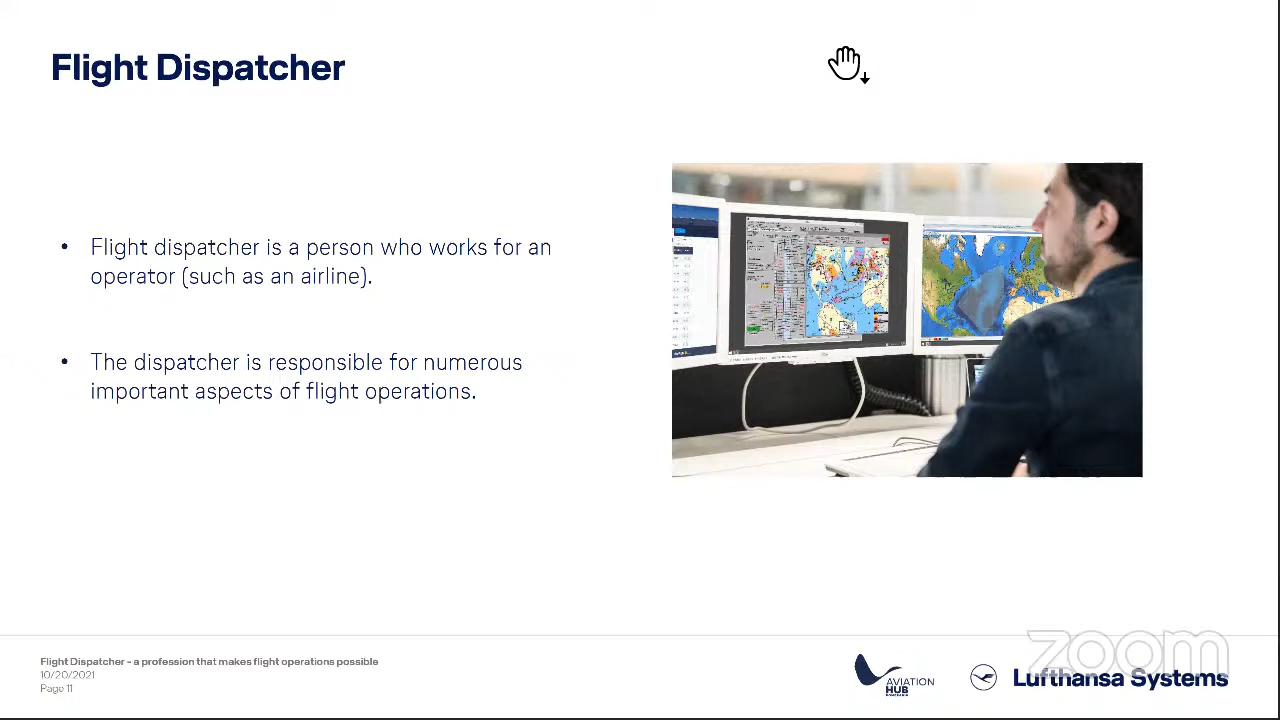 Flight Dispatcher
• Flight dispatcher is a person who works for an
operator (such as an airline).
• The dispatcher is responsible for numerous
important aspects of flight operations.
Flight Dispatcher - a profession that makes flight operations possible
10/20/2021
Page 11
AVIATION
HUB
zoom
Lufthansa Systems